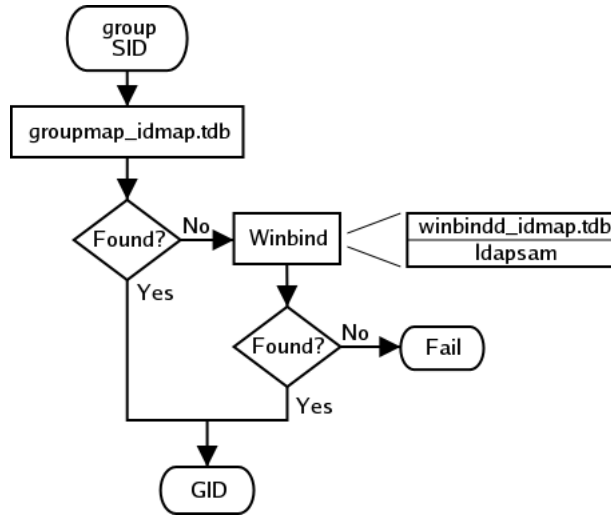 group
SID
groupmap_idmap.tdb
Found?
No
Winbind
winbindd_idmap.tdb
ldapsam
Yes
Found?
No
Fail
Yes
GID